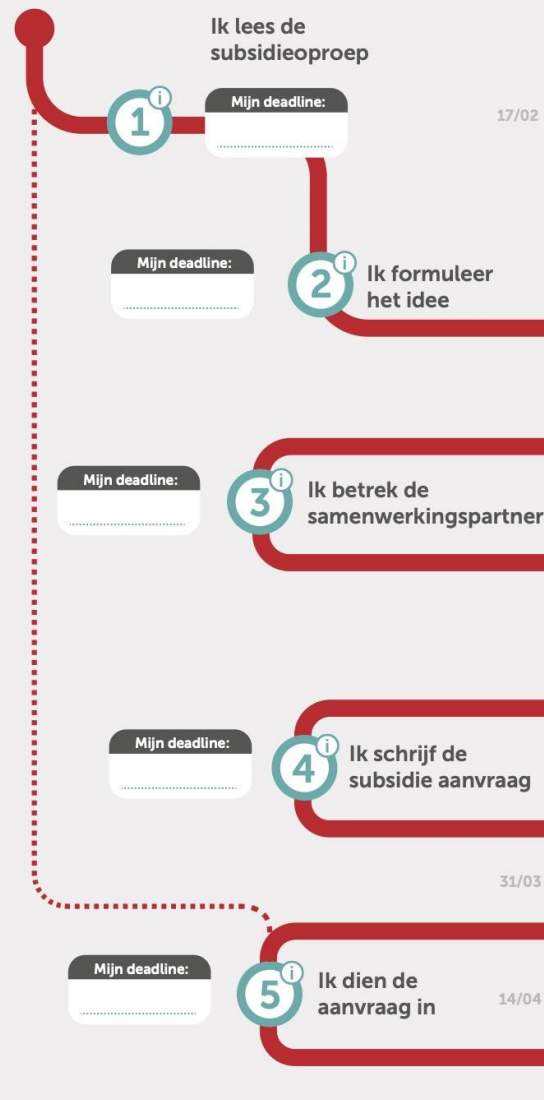 Ik lees de
subsidieoproep
1
i
Mijn deadline:
17/02
Mijn deadline:
2
i
Ik formuleer
het idee
Mijn deadline:
3
i
Ik betrek de
samenwerkingspartner
Mijn deadline:
4
i
Ik schrijf de
subsidie aanvraag
31/03
Mijn deadline:
5
i
Ik dien de
aanvraag in
14/04